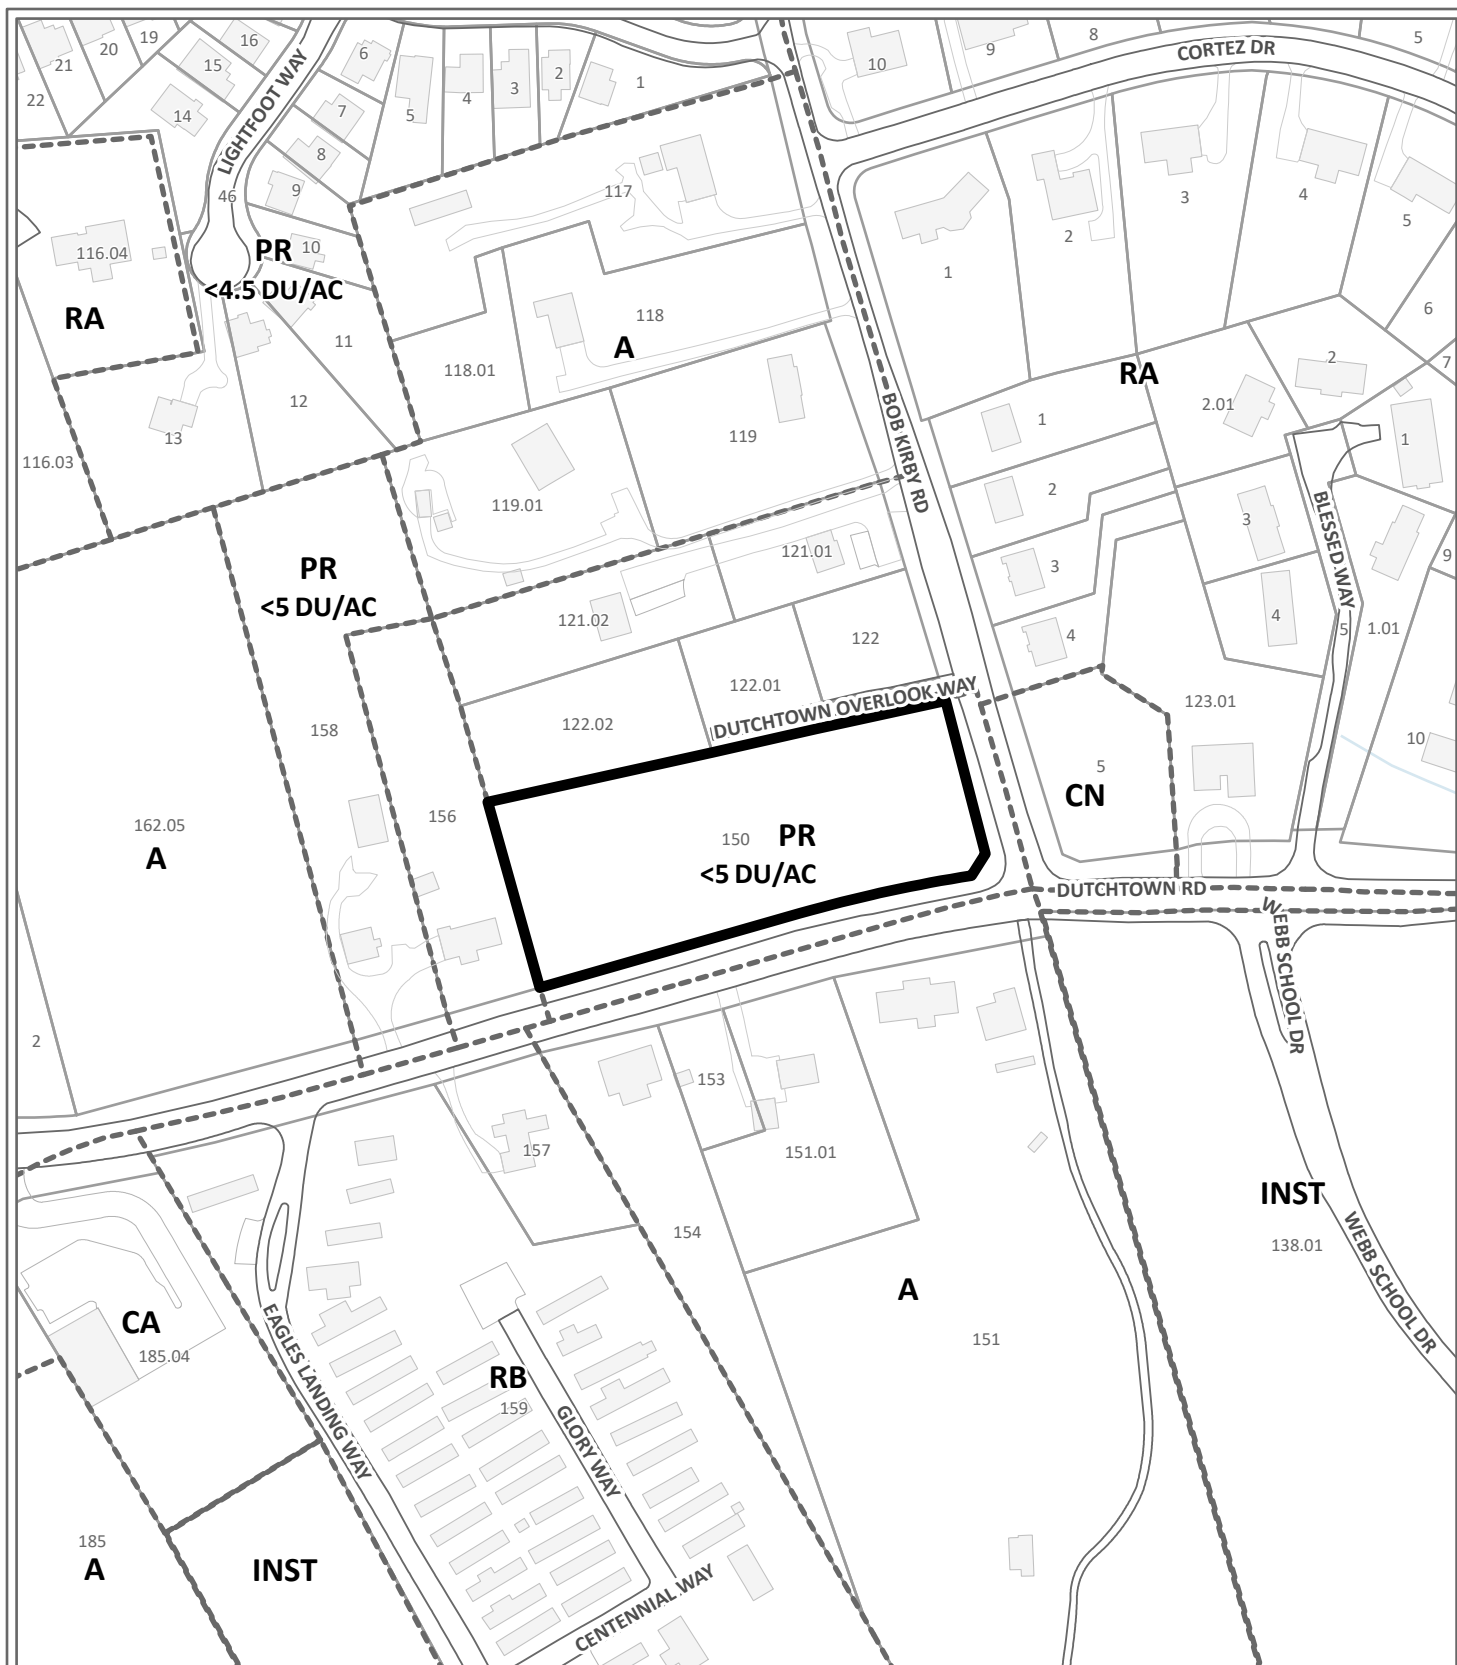 21
20
19
16
15
14
22
LIGHTFOOT WAY
6
7
8
9
46
5
4
3
2
1
10
9
8
CORTEZ DR
5
117
116.04
RA
PR
<4.5 DU/AC
10
11
12
13
116.03
118
A
118.01
119
119.01
BOB KIRBY RD
1
2
3
4
5
6
7
RA
2
2.01
1
1
2
3
3
4
4
5
1.01
9
10
BLESSED WAY
PR
<5 DU/AC
121.01
121.02
122
122.01
122.02
DUTCHTOWN OVERLOOK WAY
123.01
5
CN
158
156
162.05
A
150
PR
<5 DU/AC
DUTCHTOWN RD
WEBB SCHOOL DR
2
153
157
151.01
154
INST
138.01
WEBB SCHOOL DR
A
151
CA
185.04
EAGLES LANDING WAY
RB
159
GLORY WAY
CENTENNIAL WAY
185
A
INST